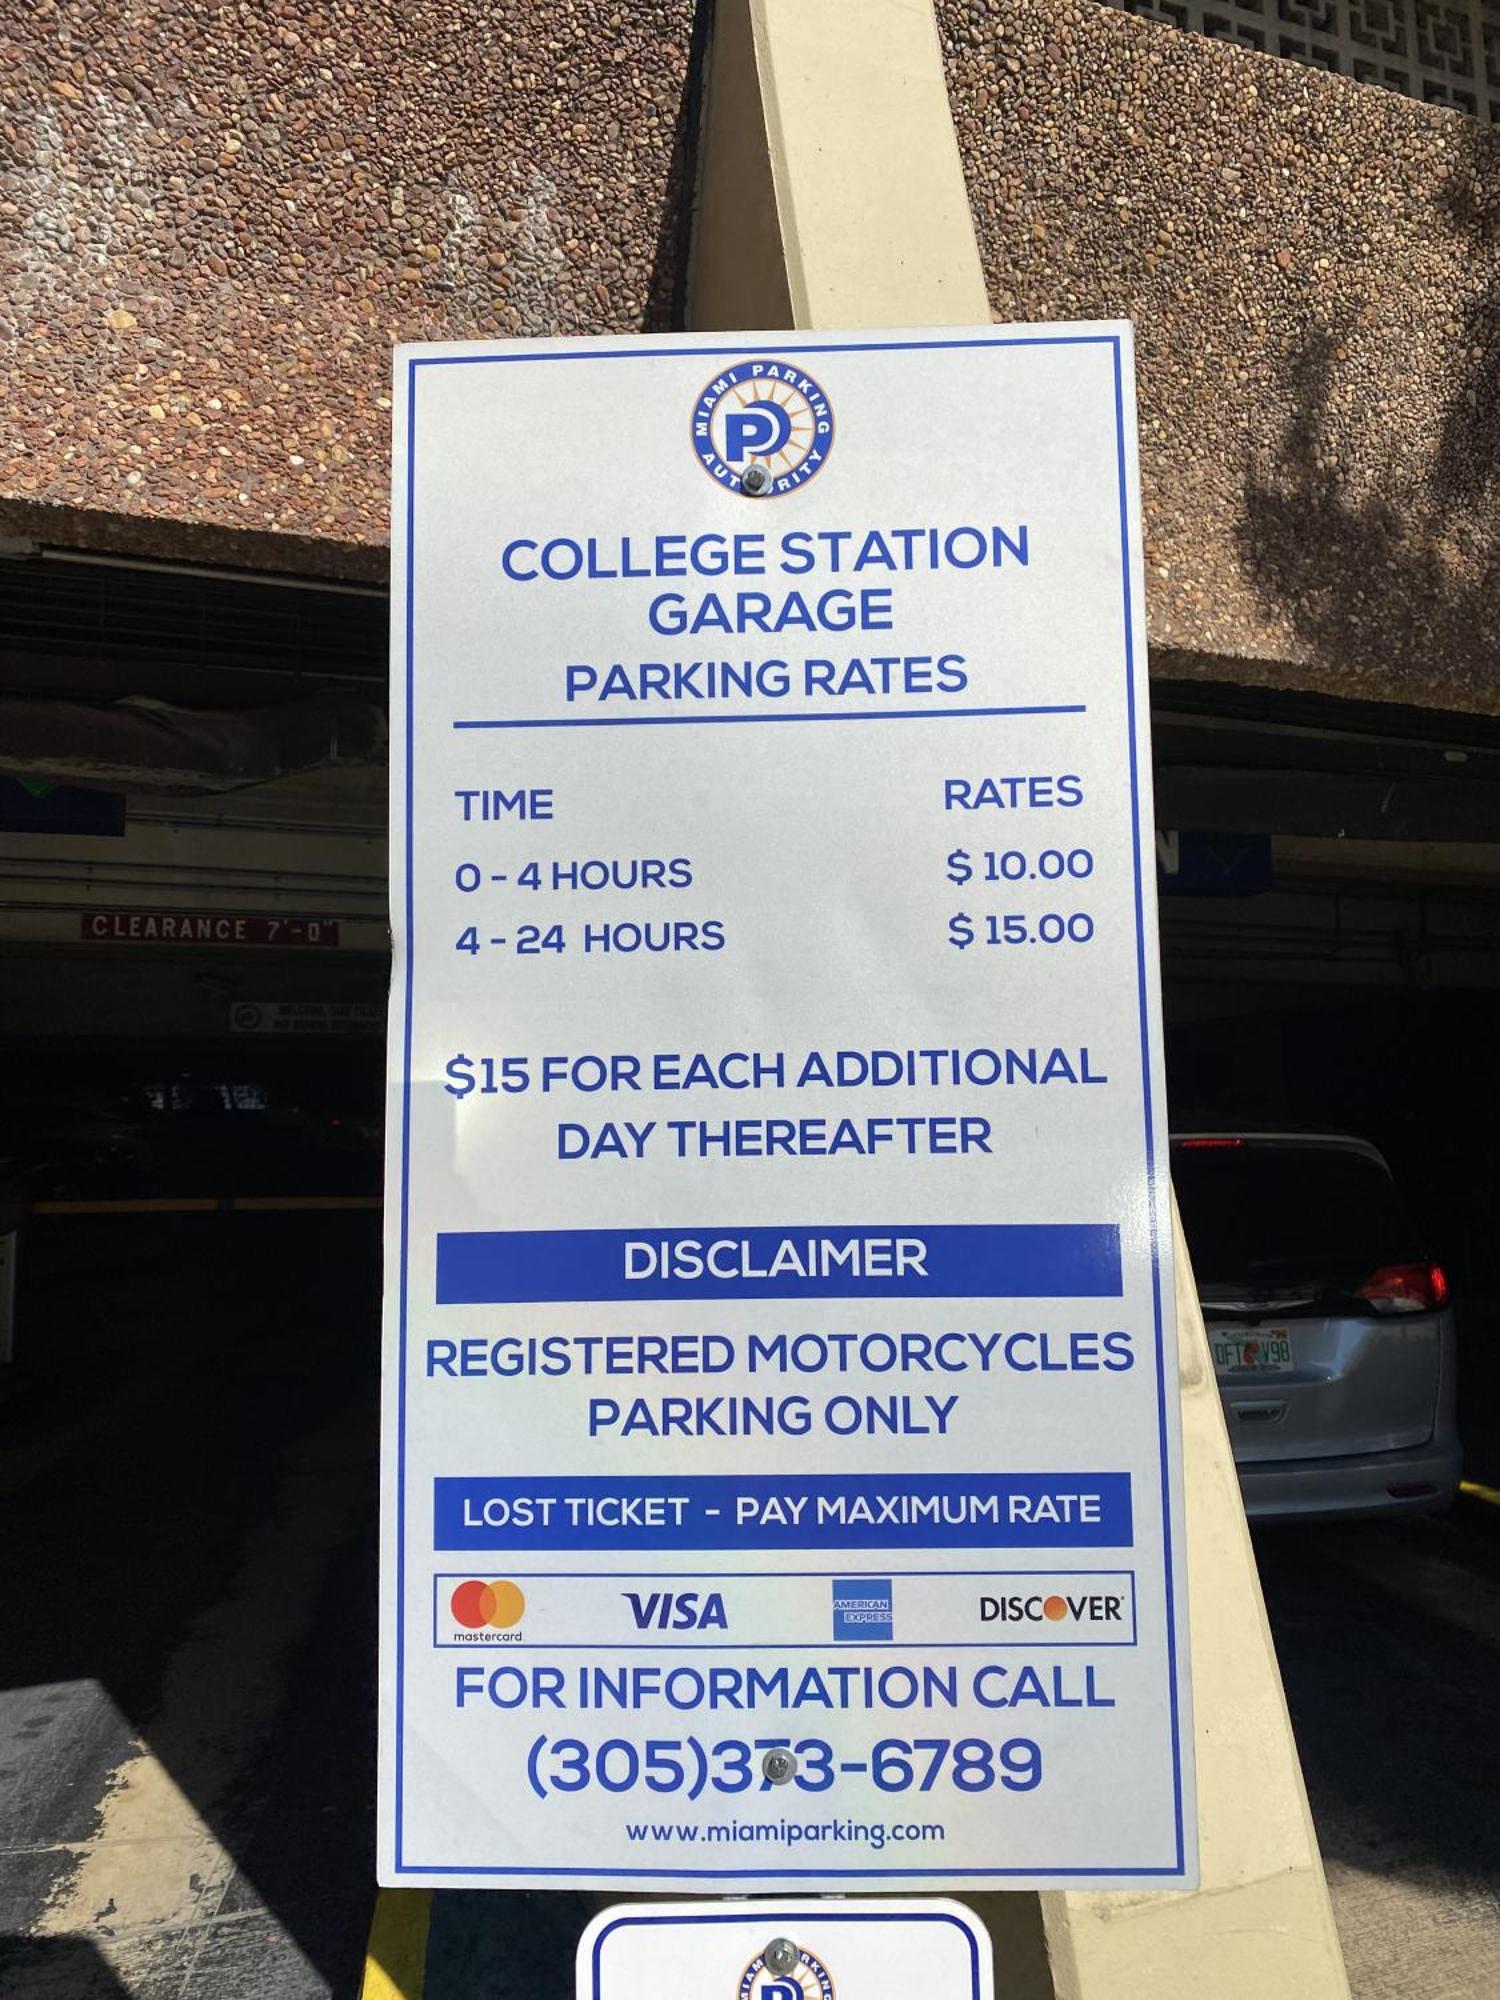 MIAMI PARKING AUTHORITY
P
COLLEGE STATION
GARAGE
PARKING RATES
TIME RATES
0 - 4 HOURS $ 10.00
4 - 24 HOURS $ 15.00
$15 FOR EACH ADDITIONAL
DAY THEREAFTER
DISCLAIMER
REGISTERED MOTORCYCLES
PARKING ONLY
LOST TICKET - PAY MAXIMUM RATE
mastercard VISA AMERICAN EXPRESS DISCOVER
FOR INFORMATION CALL
(305)373-6789
www.miamiparking.com
CLEARANCE 7'-0"
N
DFT V98